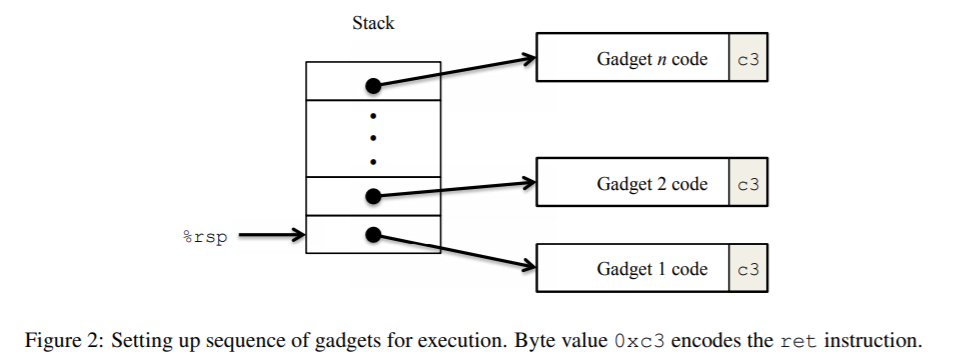 Stack
Gadget n code c3
Gadget 2 code c3
%rsp
Gadget 1 code c3
Figure 2: Setting up sequence of gadgets for execution. Byte value 0xc3 encodes the ret instruction.